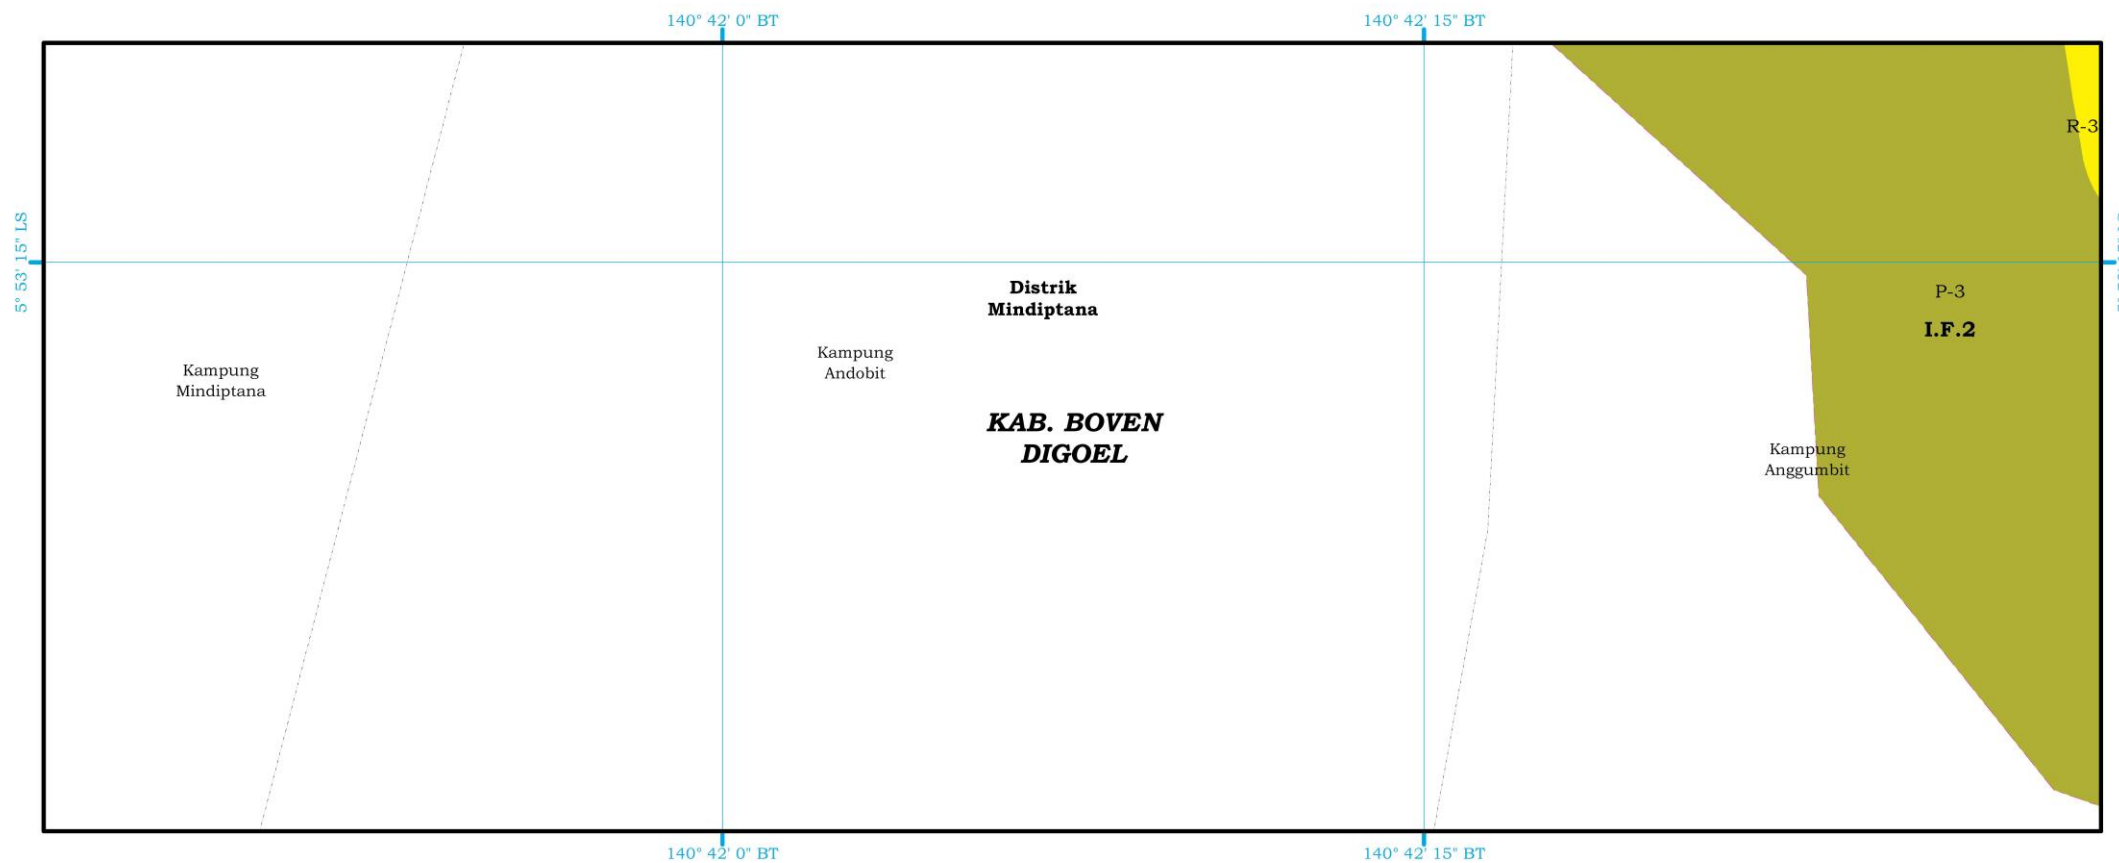 140° 42' 0" BT
140° 42' 15" BT
R-3
5° 53' 15" LS
Distrik
Mindiptana
P-3
I.F.2
Kampung
Andobit
Kampung
Mindiptana
KAB. BOVEN
DIGOEL
Kampung
Anggumbit
140° 42' 0" BT
140° 42' 15" BT